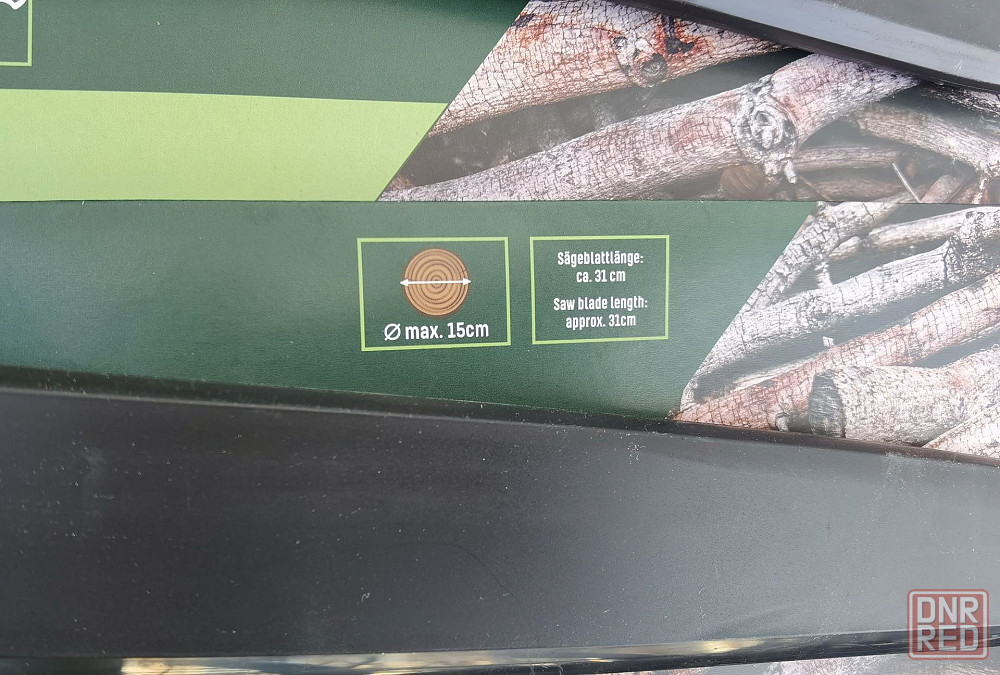 Ø max. 15cm
Sägeblattlänge:
ca. 31 cm
Saw blade length:
approx. 31cm
DNR
RED